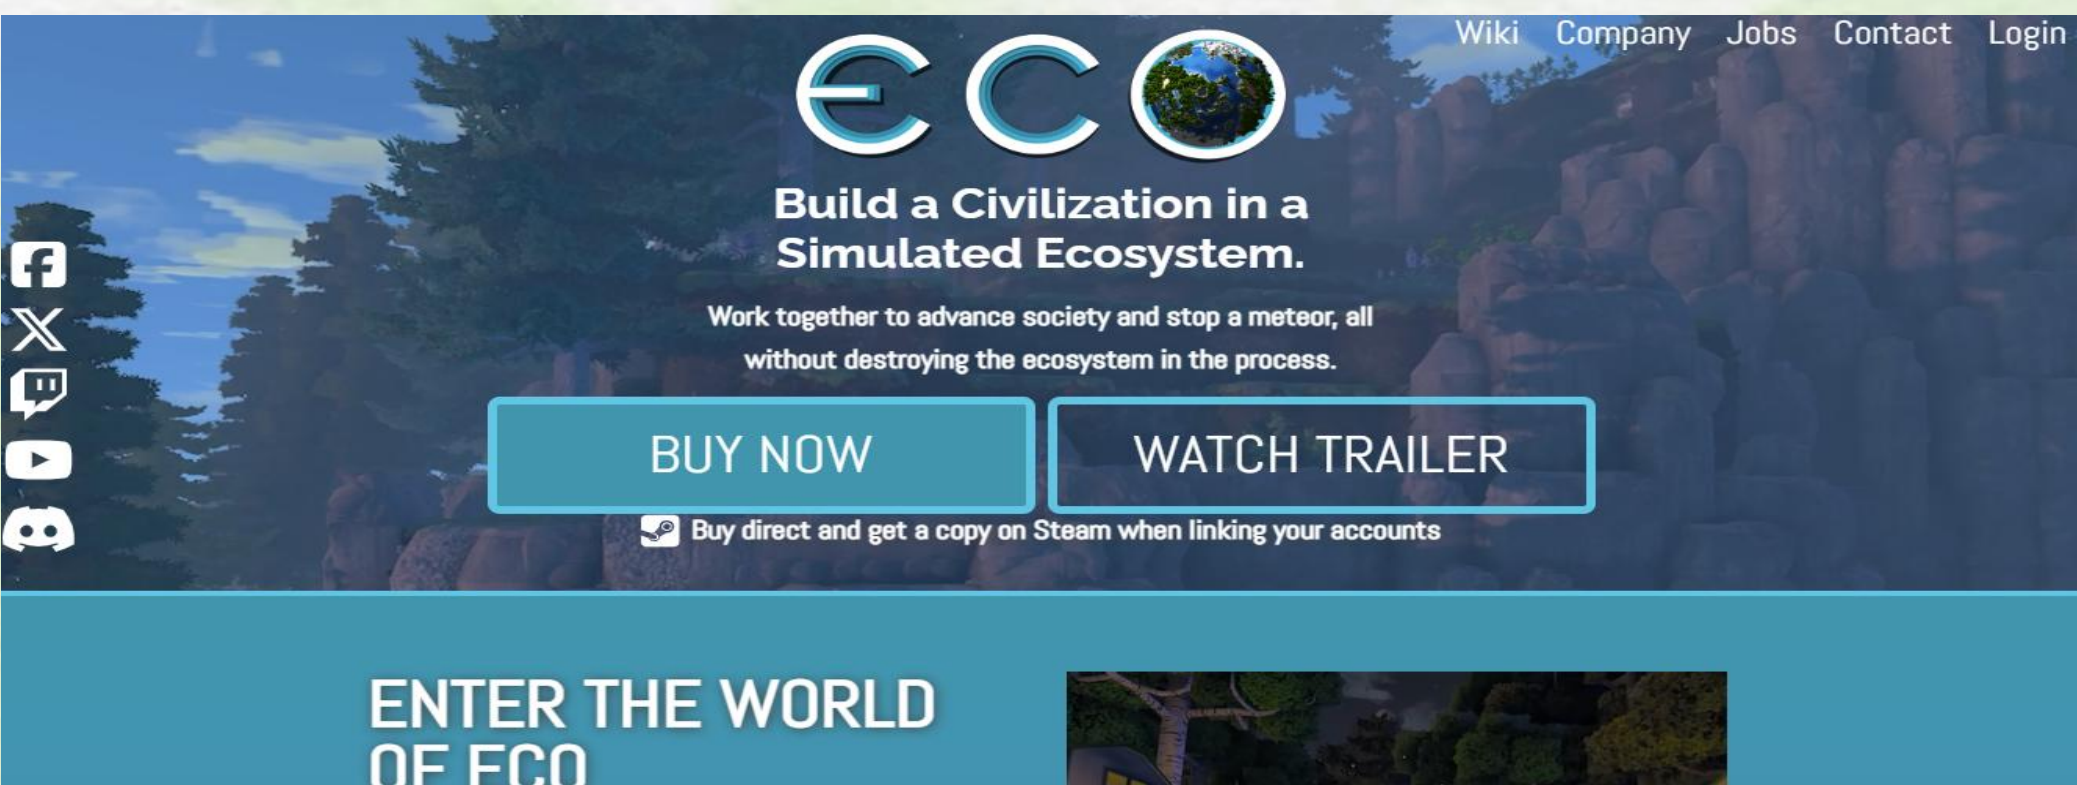 Wiki Company Jobs Contact Login
ECO
Build a Civilization in a
Simulated Ecosystem.
Work together to advance society and stop a meteor, all
without destroying the ecosystem in the process.
BUY NOW
WATCH TRAILER
Buy direct and get a copy on Steam when linking your accounts
ENTER THE WORLD
OF ECO